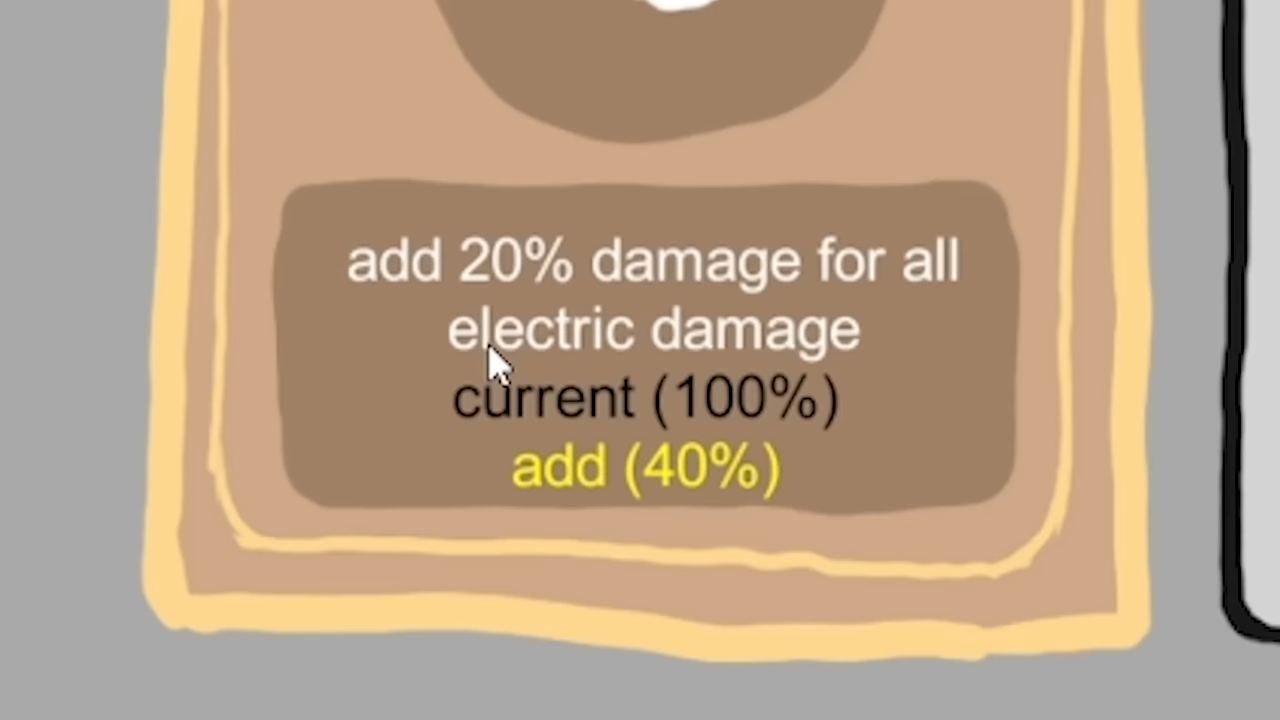 add 20% damage for all
electric damage
current (100%)
add (40%)